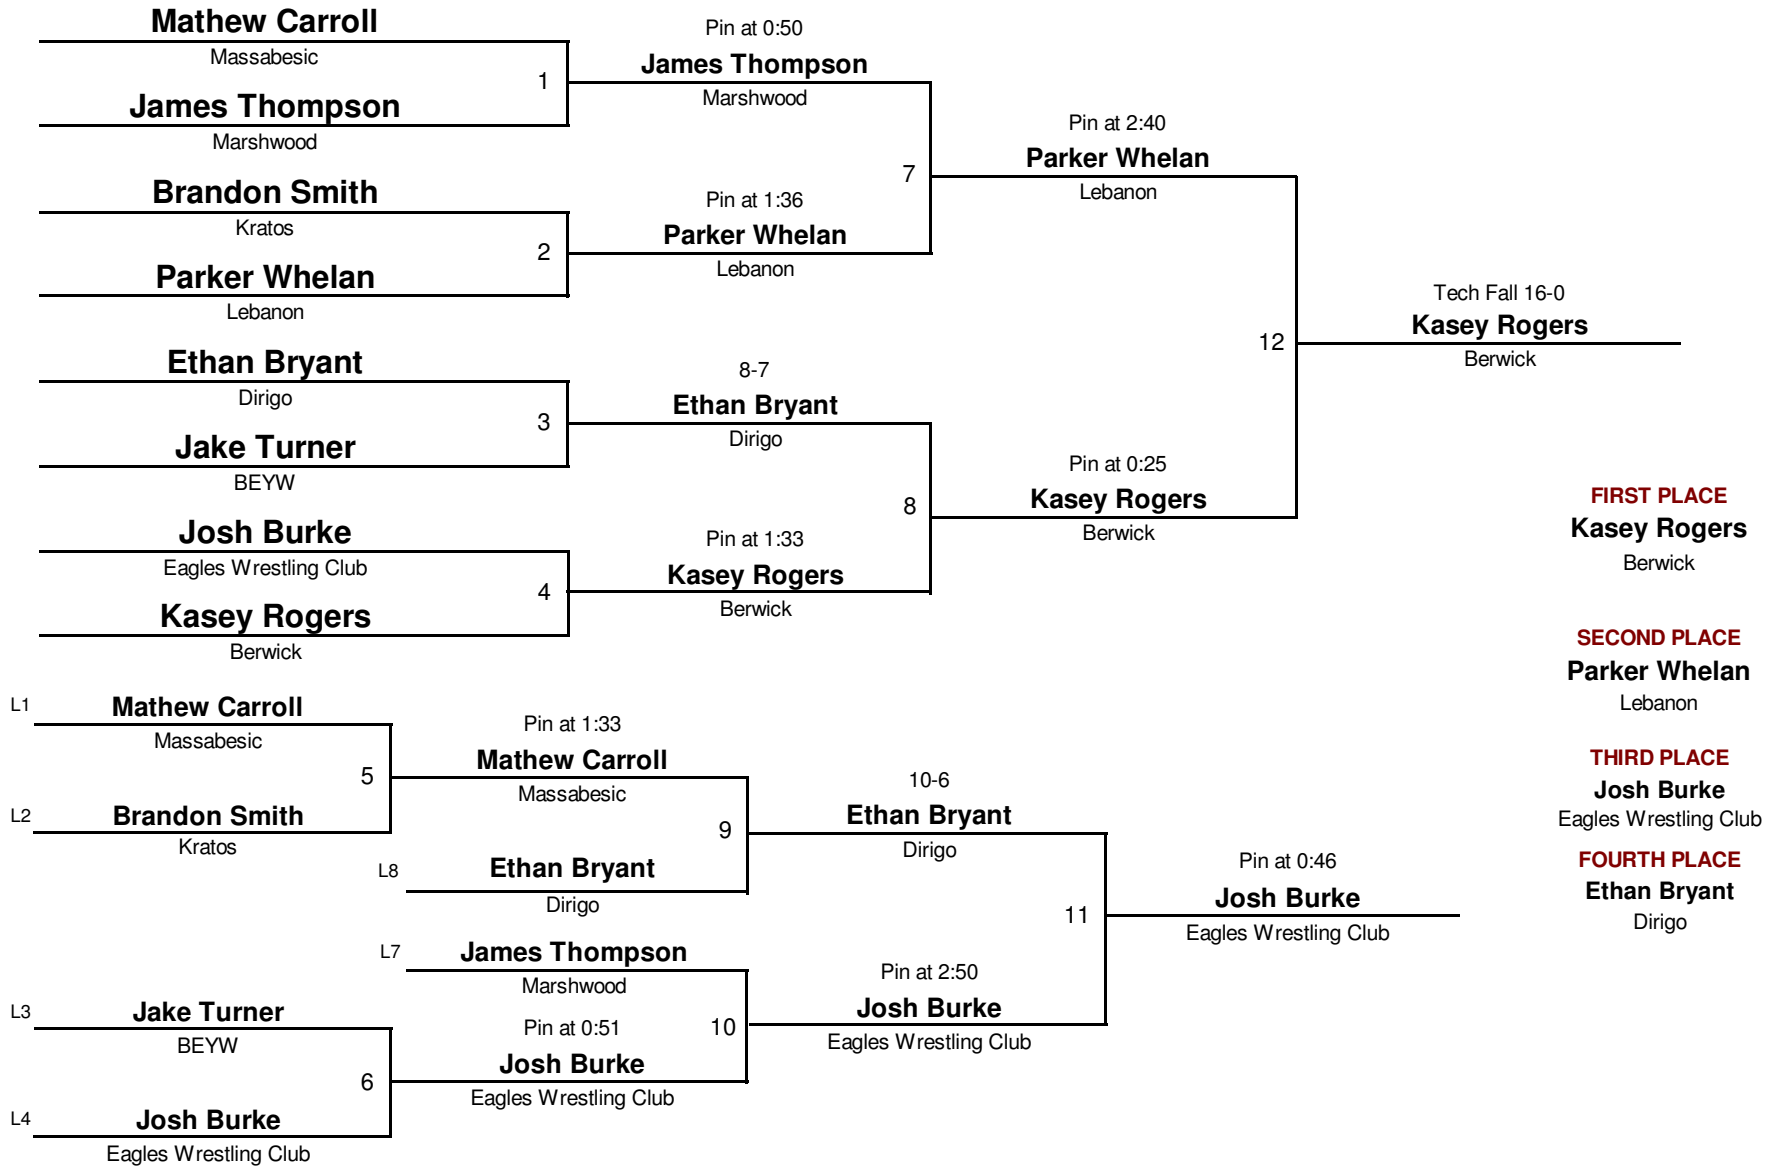 Mathew Carroll
Massabesic
1
James Thompson
Marshwood
Brandon Smith
Kratos
2
Parker Whelan
Lebanon
Ethan Bryant
Dirigo
3
Jake Turner
BEYW
Josh Burke
Eagles Wrestling Club
4
Kasey Rogers
Berwick
Pin at 0:50
James Thompson
Marshwood
7
Pin at 1:36
Parker Whelan
Lebanon
8-7
Ethan Bryant
Dirigo
8
Pin at 1:33
Kasey Rogers
Berwick
Pin at 2:40
Parker Whelan
Lebanon
12
Pin at 0:25
Kasey Rogers
Berwick
Tech Fall 16-0
Kasey Rogers
Berwick
L1
Mathew Carroll
Massabesic
5
L2
Brandon Smith
Kratos
Pin at 1:33
Mathew Carroll
Massabesic
9
L8
Ethan Bryant
Dirigo
L7
James Thompson
Marshwood
10
L3
Jake Turner
BEYW
6
L4
Josh Burke
Eagles Wrestling Club
Pin at 0:51
Josh Burke
Eagles Wrestling Club
10-6
Ethan Bryant
Dirigo
11
Pin at 2:50
Josh Burke
Eagles Wrestling Club
Pin at 0:46
Josh Burke
Eagles Wrestling Club
FIRST PLACE
Kasey Rogers
Berwick
SECOND PLACE
Parker Whelan
Lebanon
THIRD PLACE
Josh Burke
Eagles Wrestling Club
FOURTH PLACE
Ethan Bryant
Dirigo